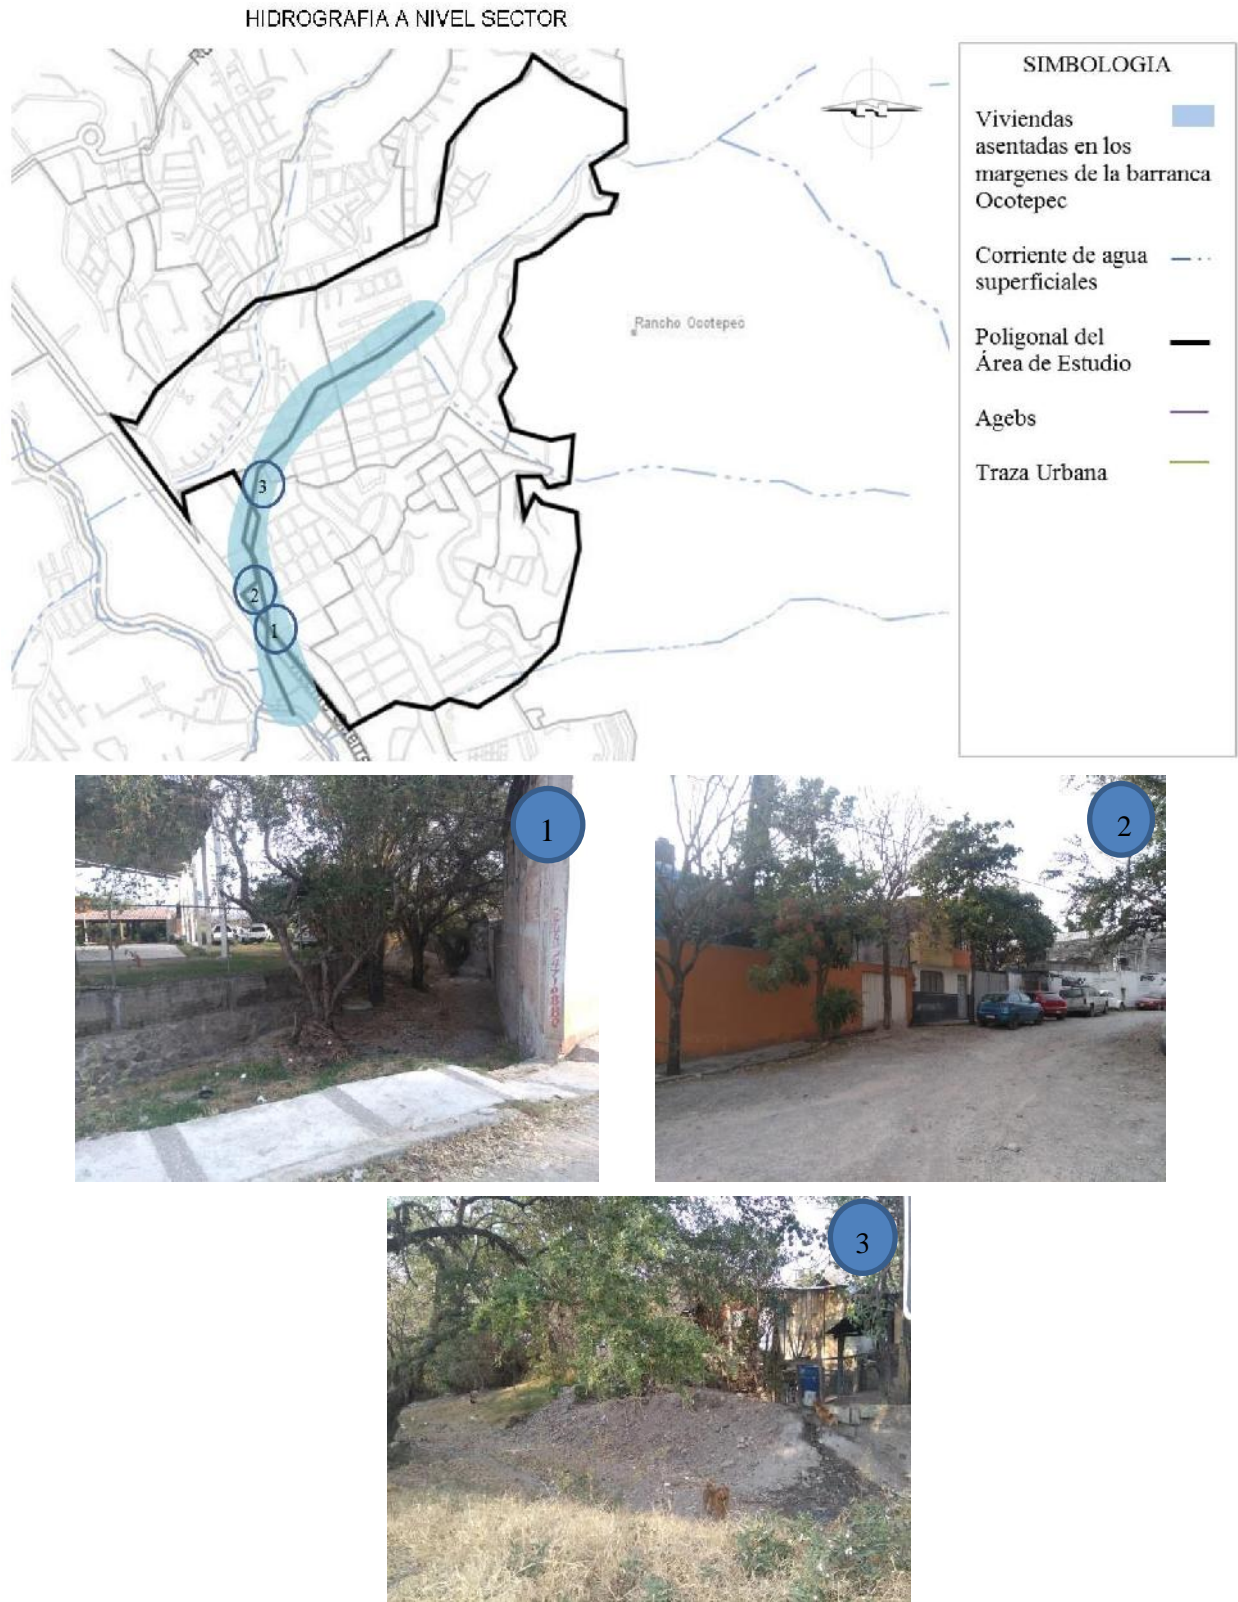 HIDROGRAFIA A NIVEL SECTOR
SIMBOLOGIA
Viviendas
asentadas en los
margenes de la barranca
Ocotepec
Corriente de agua
superficiales
Poligonal del
Área de Estudio
Agebs
Traza Urbana
N
Rancho Ocotepec
3
2
1
1
2
3